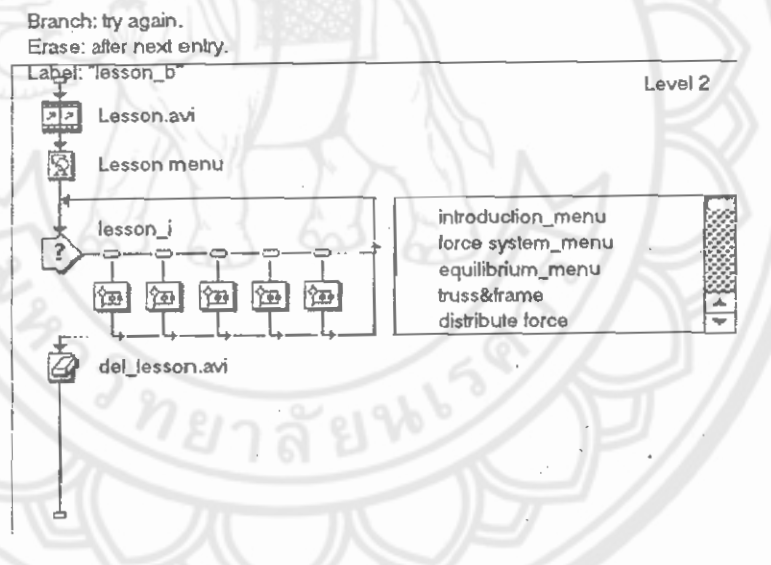 Branch: try again.
Erase: after next entry.
Label: "lesson_b"
Level 2
Lesson.avi
Lesson menu
lesson_i
?
introduction_menu
force system_menu
equilibrium_menu
truss&frame
distribute force
del_lesson.avi